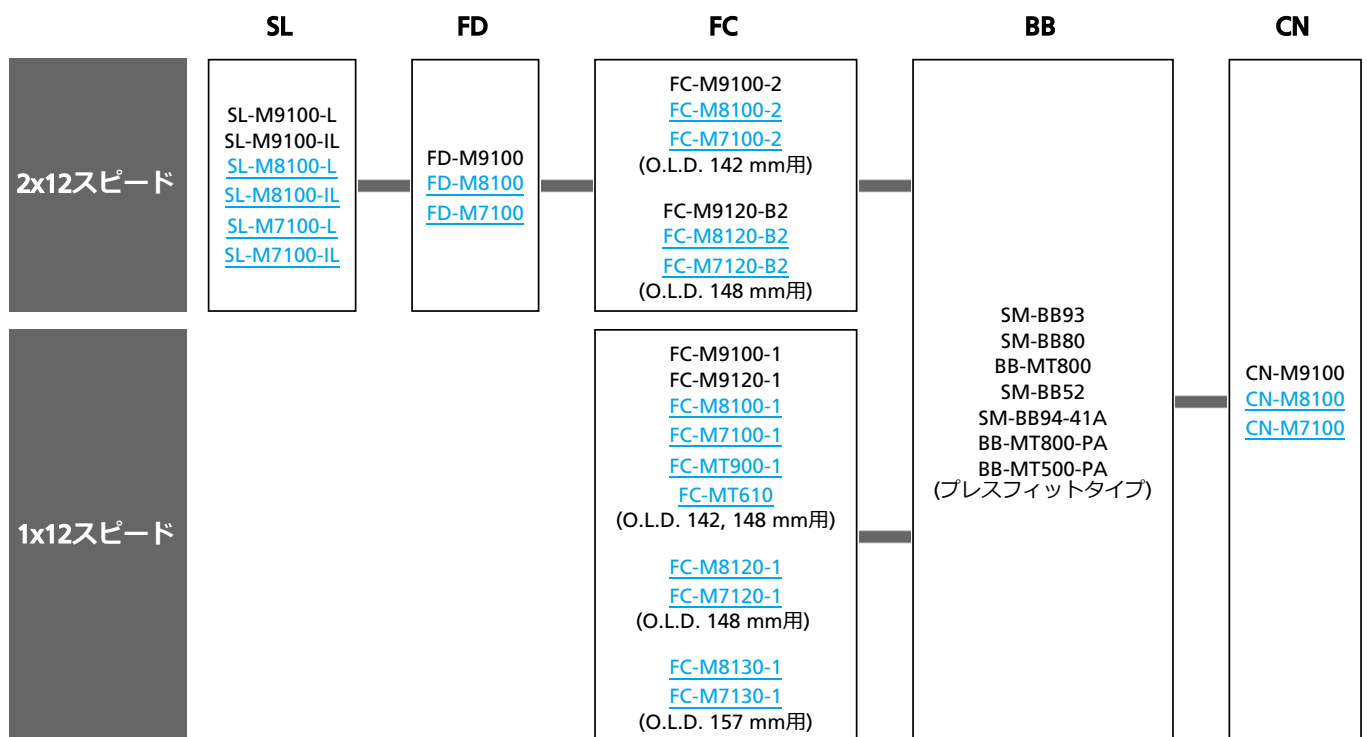 SL
FD
FC
BB
CN
2x12スピード
SL-M9100-L
SL-M9100-IL
SL-M8100-L
SL-M8100-IL
SL-M7100-L
SL-M7100-IL
FD-M9100
FD-M8100
FD-M7100
FC-M9100-2
FC-M8100-2
FC-M7100-2
(O.L.D. 142 mm用)
FC-M9120-B2
FC-M8120-B2
FC-M7120-B2
(O.L.D. 148 mm用)
1x12スピード
FC-M9100-1
FC-M9120-1
FC-M8100-1
FC-M7100-1
FC-MT900-1
FC-MT610
(O.L.D. 142, 148 mm用)
FC-M8120-1
FC-M7120-1
(O.L.D. 148 mm用)
FC-M8130-1
FC-M7130-1
(O.L.D. 157 mm用)
SM-BB93
SM-BB80
BB-MT800
SM-BB52
SM-BB94-41A
BB-MT800-PA
BB-MT500-PA
(プレスフィットタイプ)
CN-M9100
CN-M8100
CN-M7100